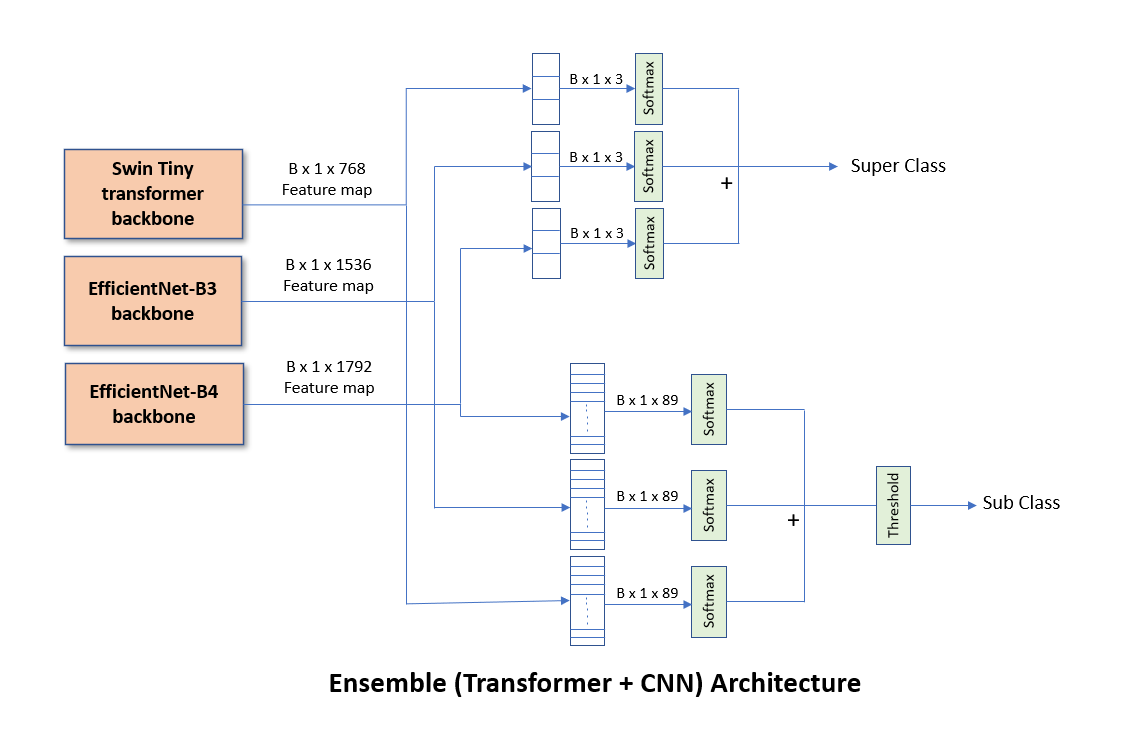 Swin Tiny
transformer
backbone
B x 1 x 768
Feature map
EfficientNet-B3
backbone
B x 1 x 1536
Feature map
EfficientNet-B4
backbone
B x 1 x 1792
Feature map
B x 1 x 3
Softmax
B x 1 x 3
Softmax
B x 1 x 3
Softmax
+
Super Class
B x 1 x 89
Softmax
B x 1 x 89
Softmax
B x 1 x 89
Softmax
+
Threshold
Sub Class
Ensemble (Transformer + CNN) Architecture